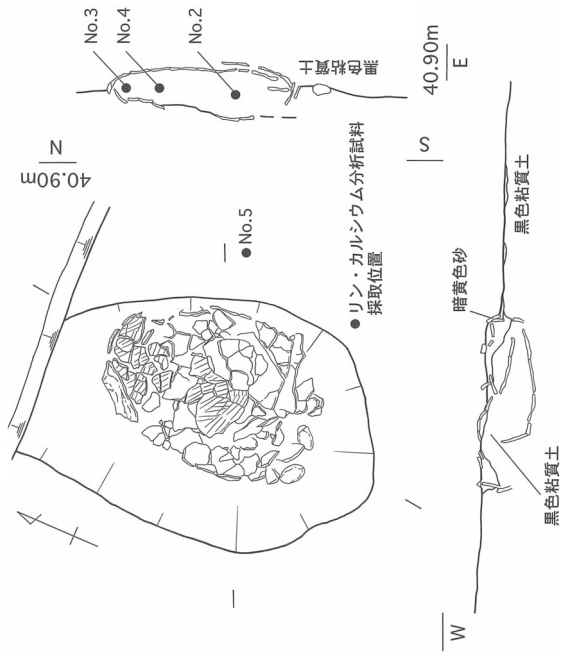 No.3
No.4
No.2
黒色粘質土
40.90m
E
N
40.90m
S
No.5
●リン・カルシウム分析試料
採取位置
暗黄色砂
黒色粘質土
黒色粘質土
W